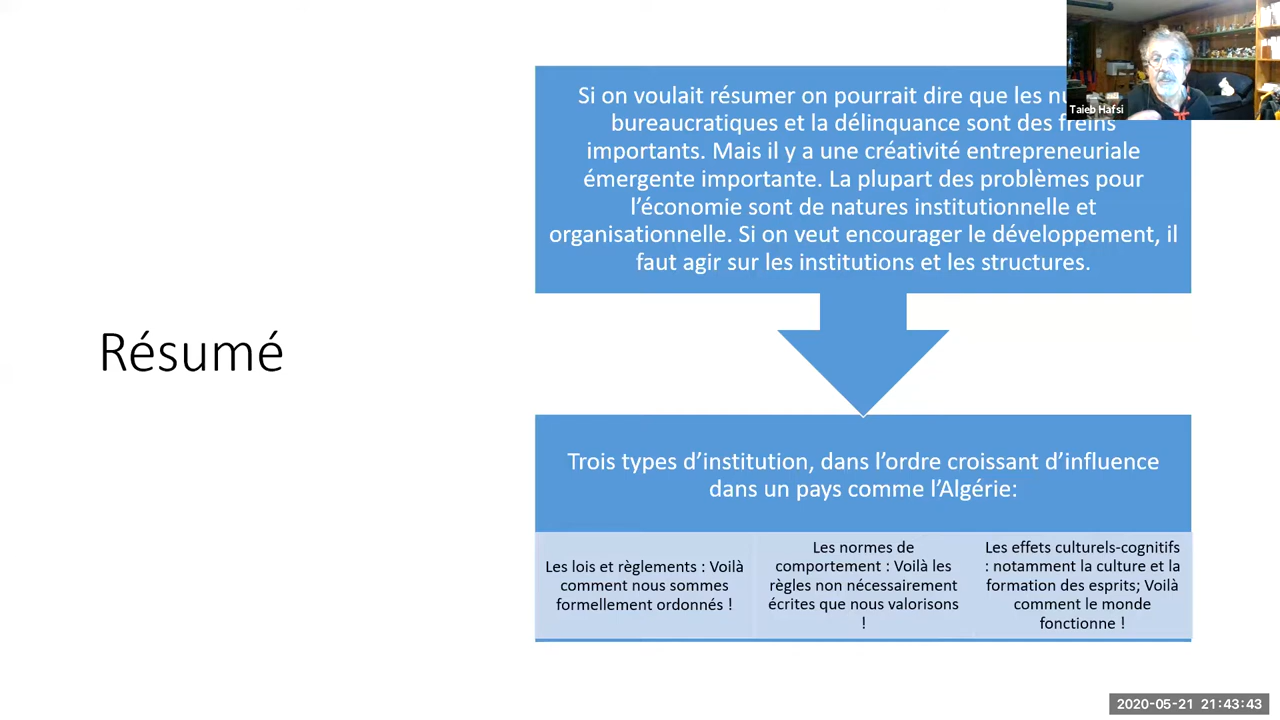 Résumé
Si on voulait résumer on pourrait dire que les
bureaucratiques et la délinquance sont des freins
importants. Mais il y a une créativité entrepreneuriale
émergente importante. La plupart des problèmes pour
l’économie sont de natures institutionnelle et
organisationnelle. Si on veut encourager le développement, il
faut agir sur les institutions et les structures.
Trois types d’institution, dans l’ordre croissant d’influence
dans un pays comme l’Algérie:
Les lois et règlements : Voilà
comment nous sommes
formellement ordonnés !
Les normes de
comportement : Voilà les
règles non nécessairement
écrites que nous valorisons
!
Les effets culturels-cognitifs
: notamment la culture et la
formation des esprits; Voilà
comment le monde
fonctionne !
Taieb Hafsi
2020-05-21 21:43:43